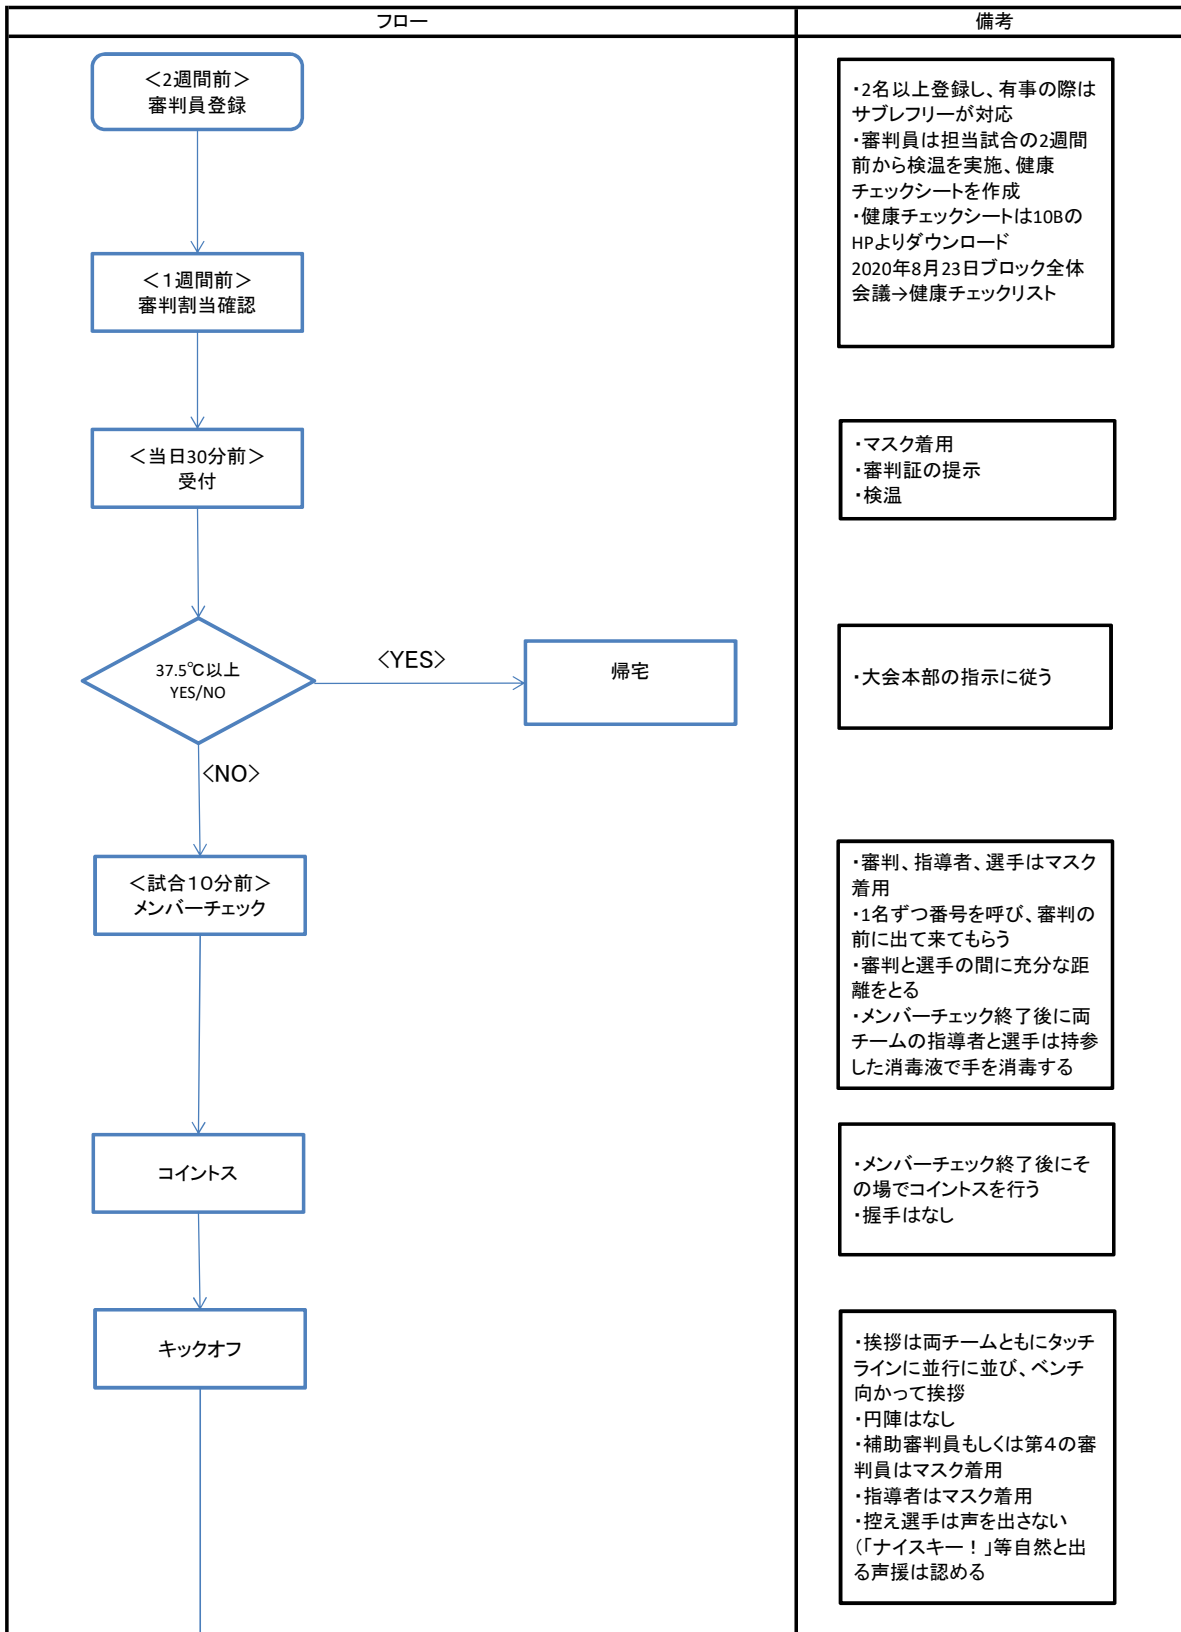 フロー
備考
＜2週間前＞
審判員登録
・2名以上登録し、有事の際は
サブレフリーが対応
・審判員は担当試合の2週間
前から検温を実施、健康
チェックシートを作成
・健康チェックシートは10Bの
HPよりダウンロード
2020年8月23日ブロック全体
会議→健康チェックリスト
＜１週間前＞
審判割当確認
＜当日30分前＞
受付
・マスク着用
・審判証の提示
・検温
37.5℃以上
YES/NO
＜YES＞
帰宅
・大会本部の指示に従う
＜NO＞
＜試合１０分前＞
メンバーチェック
・審判、指導者、選手はマスク
着用
・1名ずつ番号を呼び、審判の
前に出て来てもらう
・審判と選手の間に充分な距
離をとる
・メンバーチェック終了後に両
チームの指導者と選手は持参
した消毒液で手を消毒する
コイントス
・メンバーチェック終了後にそ
の場でコイントスを行う
・握手はなし
キックオフ
・挨拶は両チームともにタッチ
ラインに並行に並び、ベンチ
向かって挨拶
・円陣はなし
・補助審判員もしくは第４の審
判員はマスク着用
・指導者はマスク着用
・控え選手は声を出さない
（「ナイスキー！」等自然と出
る声援は認める